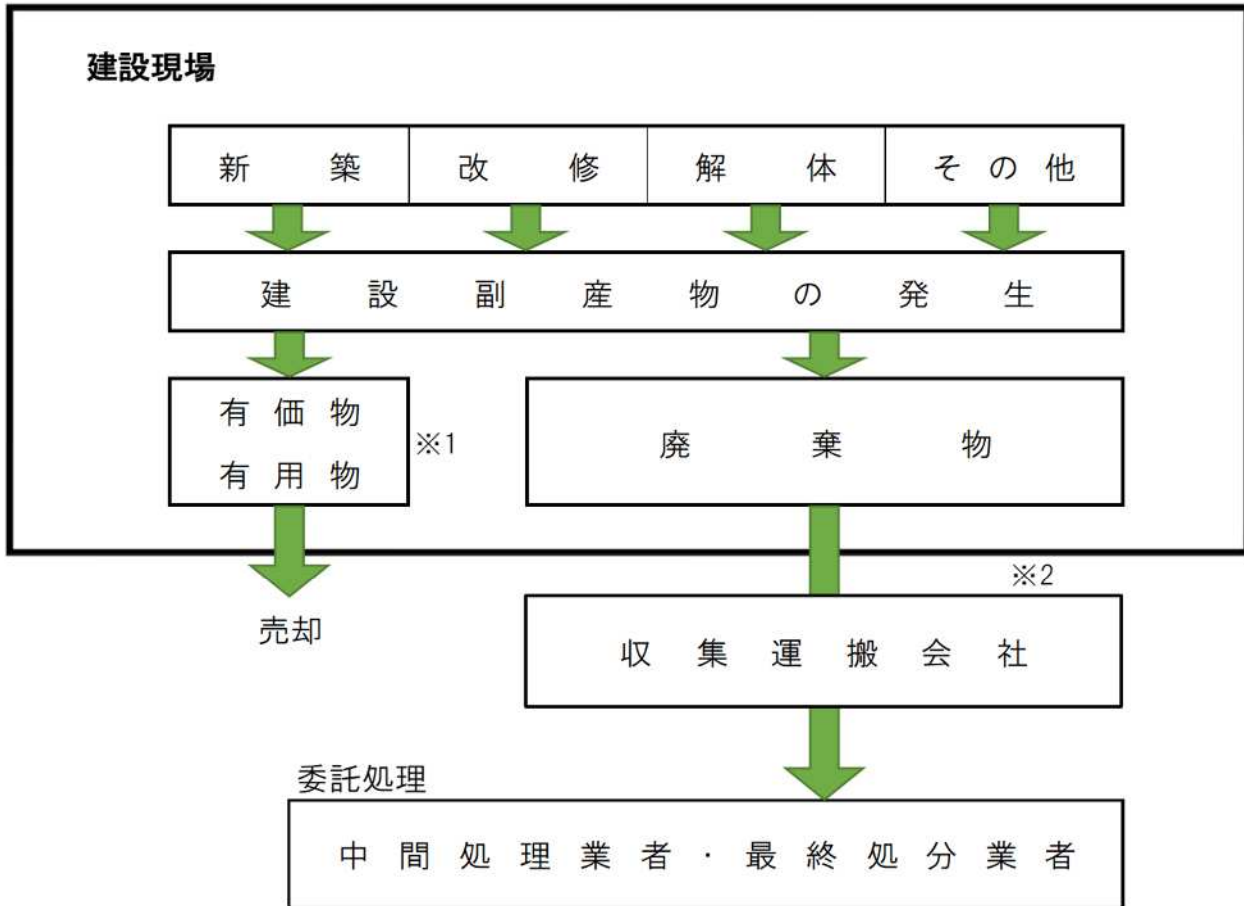 建設現場
新築 改修 解体 その他
建設副産物の発生
有価物
有用物
※1
廃棄物
※2
売却
収集運搬会社
委託処理
中間処理業者・最終処分業者